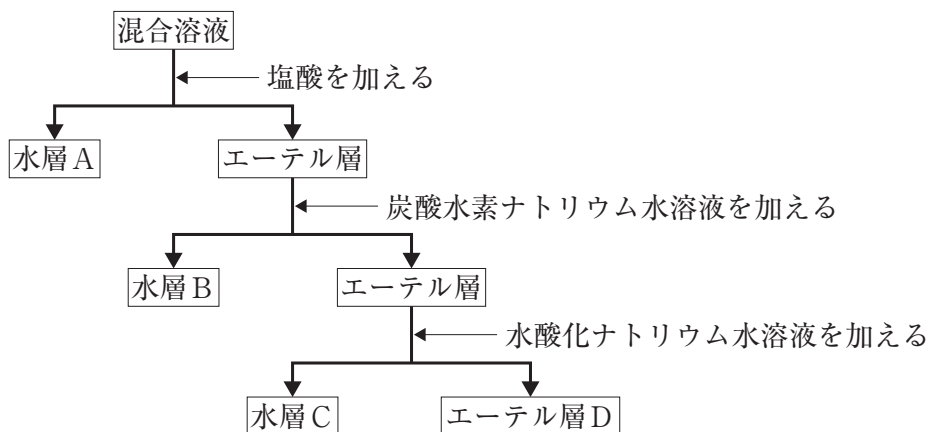 混合溶液
塩酸を加える
水層A
エーテル層
炭酸水素ナトリウム水溶液を加える
水層B
エーテル層
水酸化ナトリウム水溶液を加える
水層C
エーテル層D